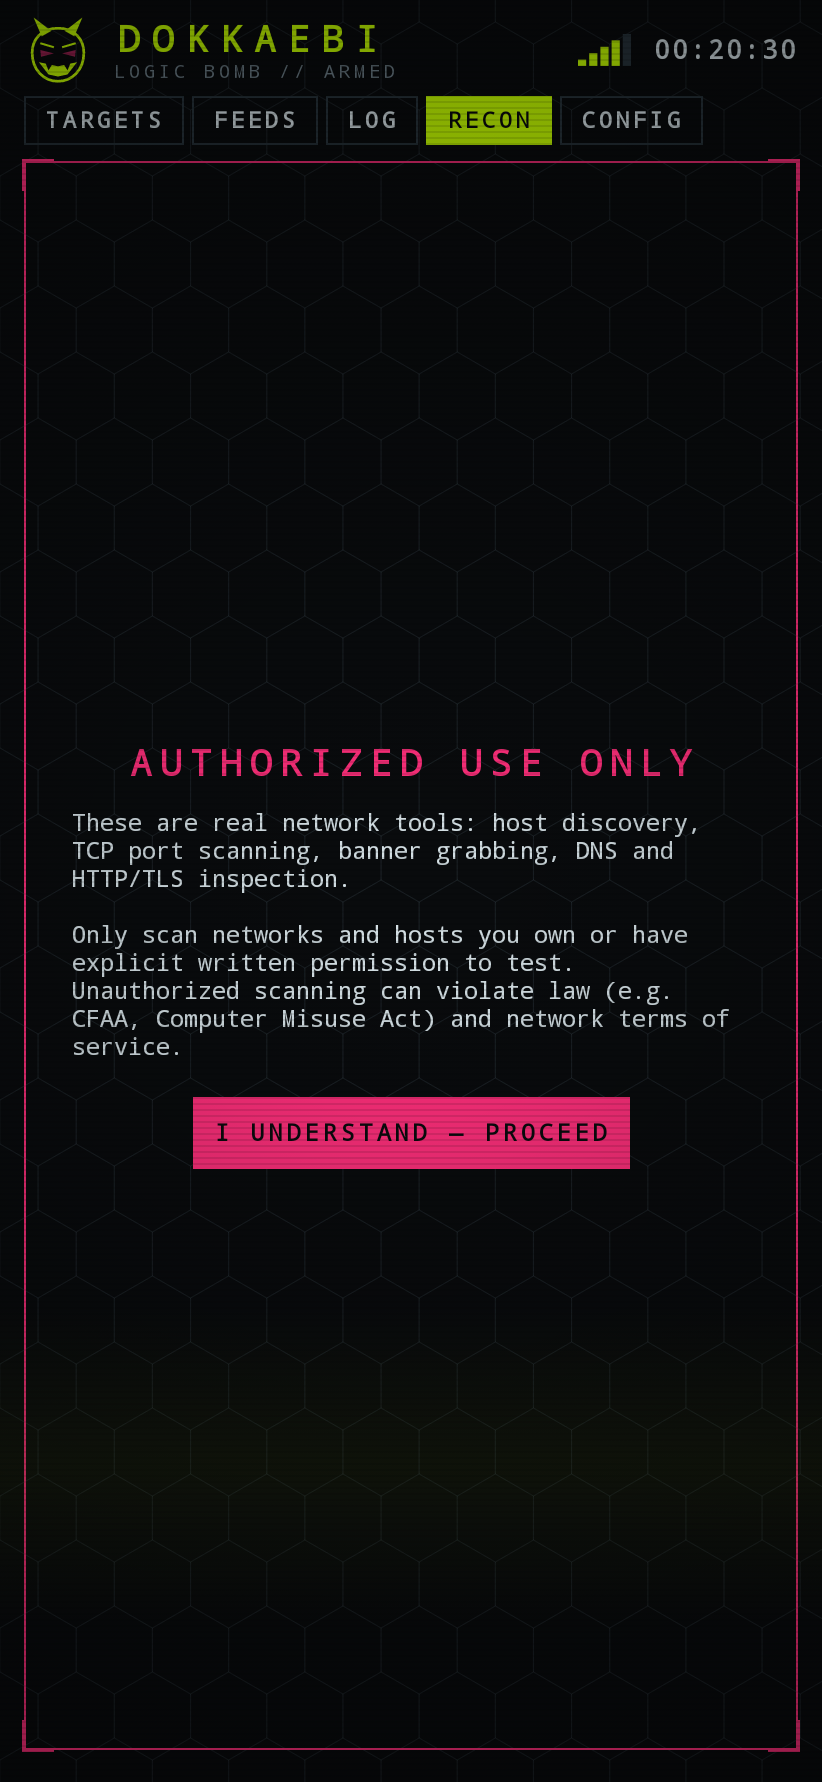 DOKKAEBI
LOGIC BOMB // ARMED
00:20:30
TARGETS FEEDS LOG RECON CONFIG
AUTHORIZED USE ONLY
These are real network tools: host discovery,
TCP port scanning, banner grabbing, DNS and
HTTP/TLS inspection.
Only scan networks and hosts you own or have
explicit written permission to test.
Unauthorized scanning can violate law (e.g.
CFAA, Computer Misuse Act) and network terms of
service.
I UNDERSTAND — PROCEED